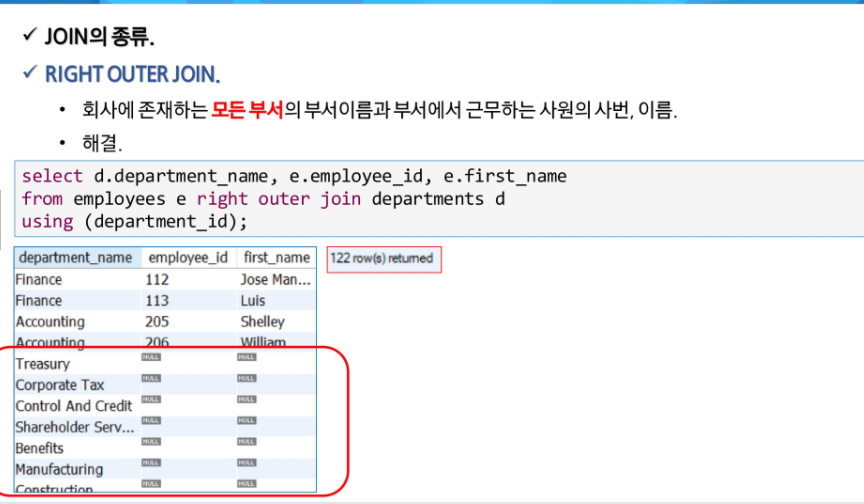 ✓ JOIN의 종류.
✓ RIGHT OUTER JOIN.
• 회사에 존재하는 모든 부서의 부서이름과 부서에서 근무하는 사원의 사번, 이름.
• 해결.
select d.department_name, e.employee_id, e.first_name
from employees e right outer join departments d
using (department_id);
department_name employee_id first_name
122 row(s) returned
Finance 112 Jose Man...
Finance 113 Luis
Accounting 205 Shelley
Accounting 206 William
Treasury NULL NULL
Corporate Tax NULL NULL
Control And Credit NULL NULL
Shareholder Serv... NULL NULL
Benefits NULL NULL
Manufacturing NULL NULL
Construction NULL NULL